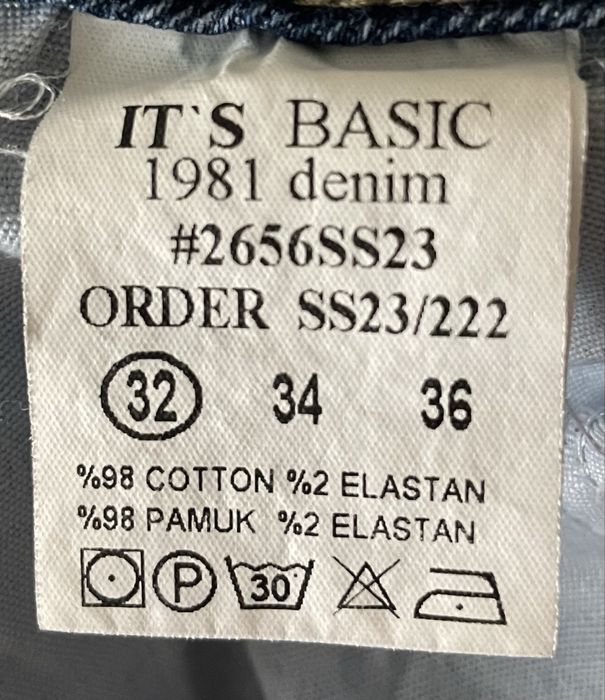 IT`S BASIC
1981 denim
#2656SS23
ORDER SS23/222
32 34 36
%98 COTTON %2 ELASTAN
%98 PAMUK %2 ELASTAN
P 30